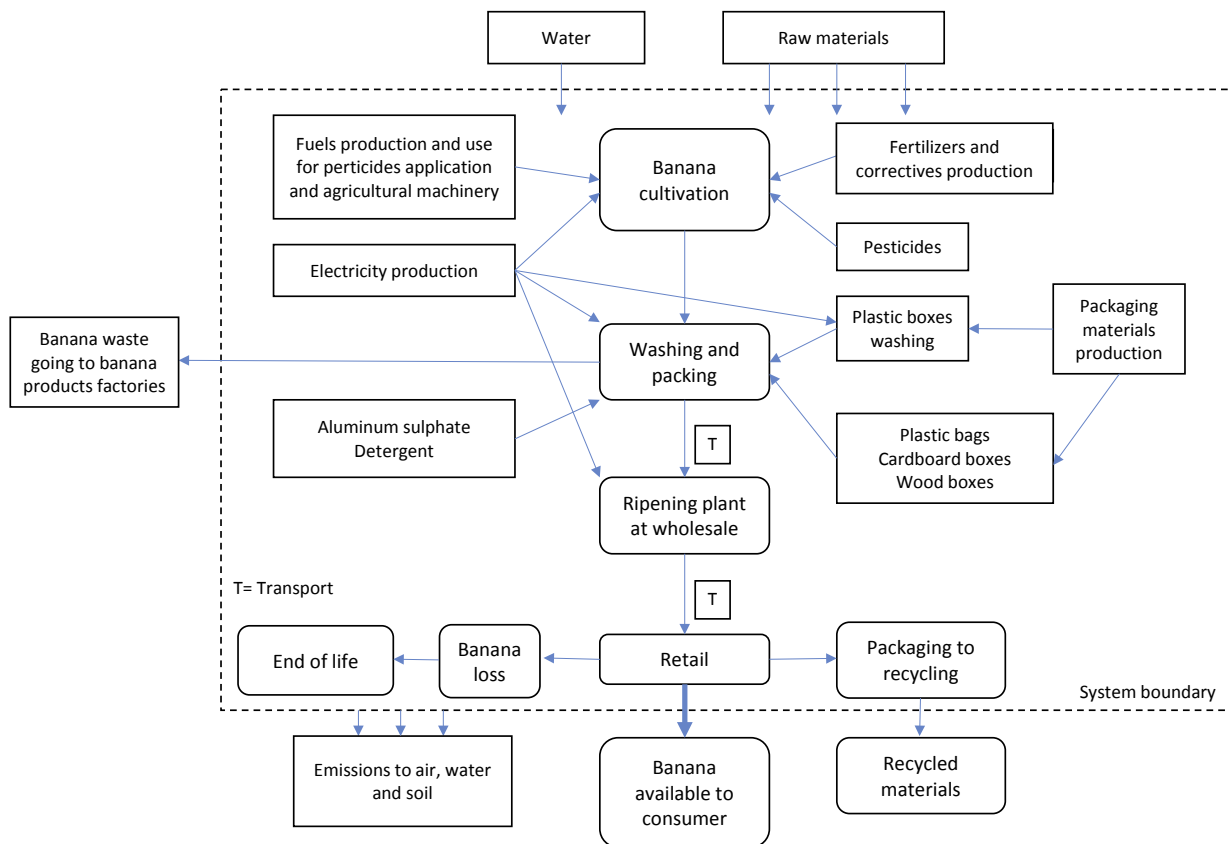 Water
Raw materials
Fuels production and use
for perticides application
and agricultural machinery
Banana
cultivation
Fertilizers and
correctives production
Pesticides
Electricity production
Banana waste
going to banana
products factories
Washing and
packing
Plastic boxes
washing
Packaging
materials
production
Aluminum sulphate
Detergent
T
Plastic bags
Cardboard boxes
Wood boxes
Ripening plant
at wholesale
T= Transport
T
End of life
Banana
loss
Retail
Packaging to
recycling
System boundary
Emissions to air, water
and soil
Banana
available to
consumer
Recycled
materials